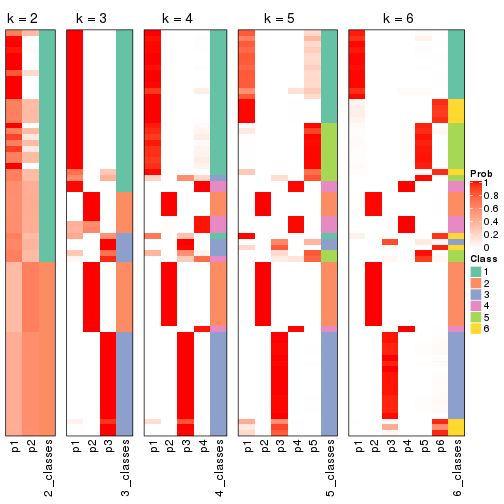 k = 2
k = 3
k = 4
k = 5
k = 6
Prob
1
0.8
0.6
0.4
0.2
0
Class
1
2
3
4
5
6
p1
p2
2_classes
p1
p2
p3
3_classes
p1
p2
p3
p4
4_classes
p1
p2
p3
p4
p5
5_classes
p1
p2
p3
p4
p5
p6
6_classes